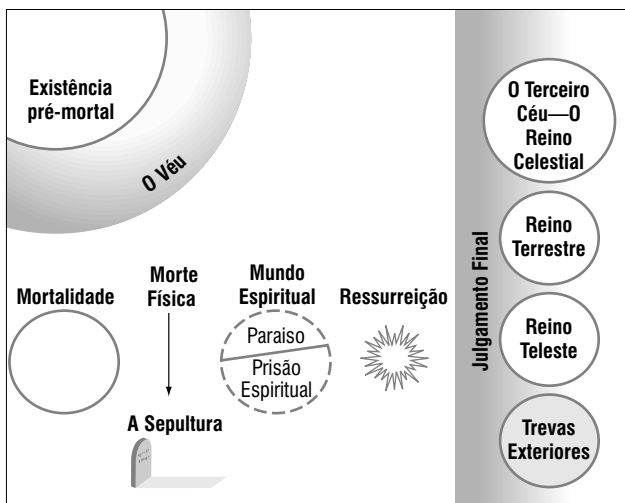 Existência
pré-mortal
O Véu
Mortalidade
Morte
Física
A Sepultura
Mundo
Espiritual
Paraiso
Prisão
Espiritual
Ressurreição
Julgamento Final
O Terceiro
Céu—O
Reino
Celestial
Reino
Terrestre
Reino
Teleste
Trevas
Exteriores